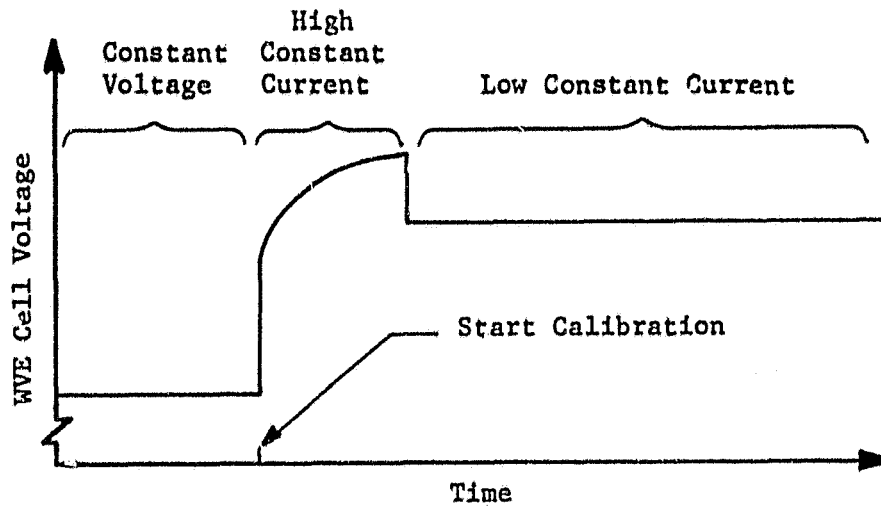 High
Constant Constant
Voltage Current
Low Constant Current
WVE Cell Voltage
Start Calibration
Time